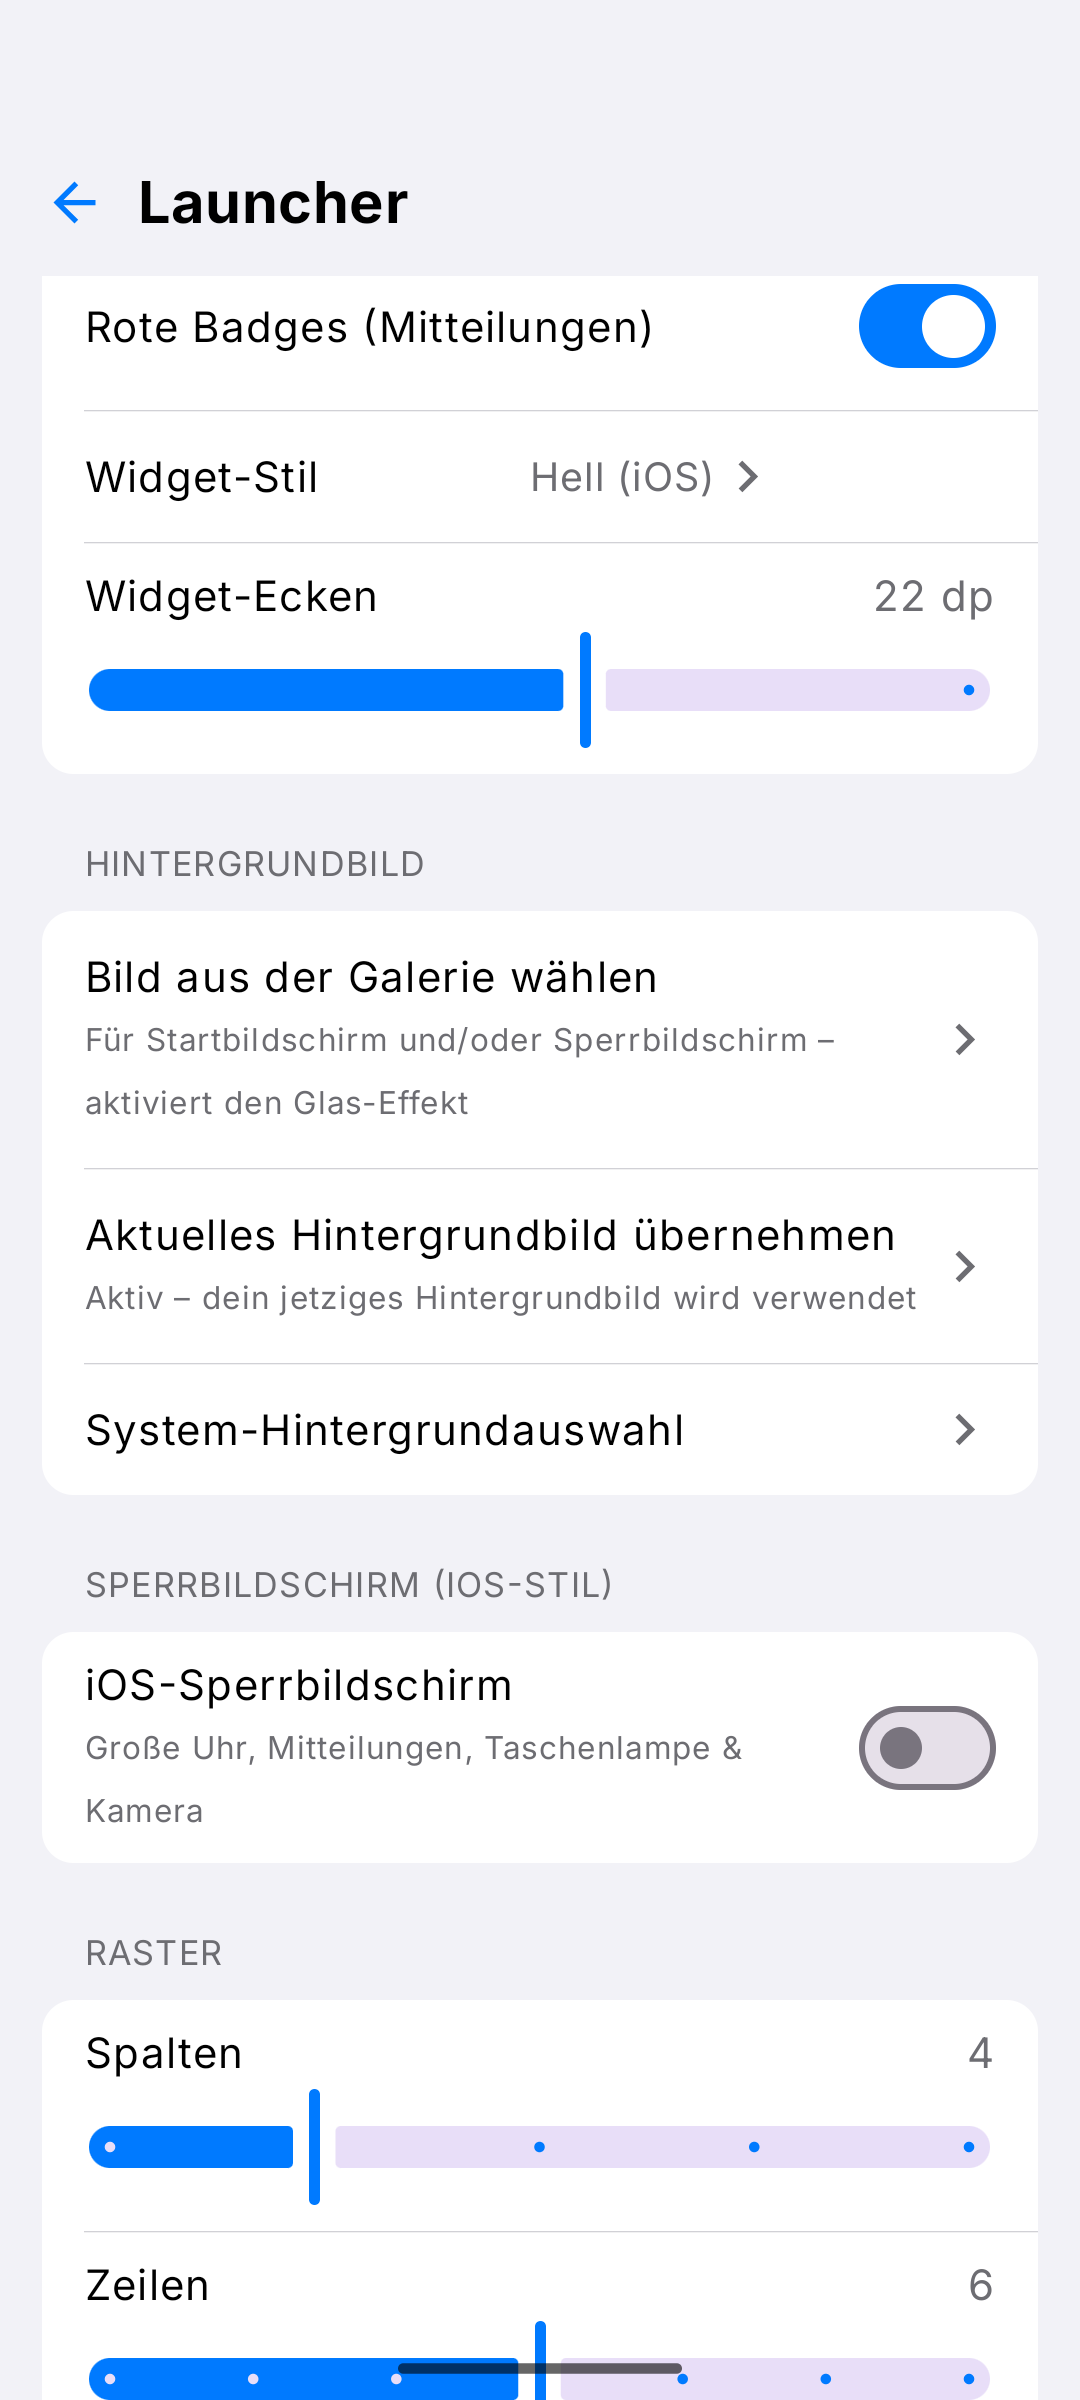 Launcher
Rote Badges (Mitteilungen)
Widget-Stil Hell (iOS)
Widget-Ecken 22 dp
HINTERGRUNDBILD
Bild aus der Galerie wählen
Für Startbildschirm und/oder Sperrbildschirm –
aktiviert den Glas-Effekt
Aktuelles Hintergrundbild übernehmen
Aktiv – dein jetziges Hintergrundbild wird verwendet
System-Hintergrundauswahl
SPERRBILDSCHIRM (IOS-STIL)
iOS-Sperrbildschirm
Große Uhr, Mitteilungen, Taschenlampe &
Kamera
RASTER
Spalten 4
Zeilen 6